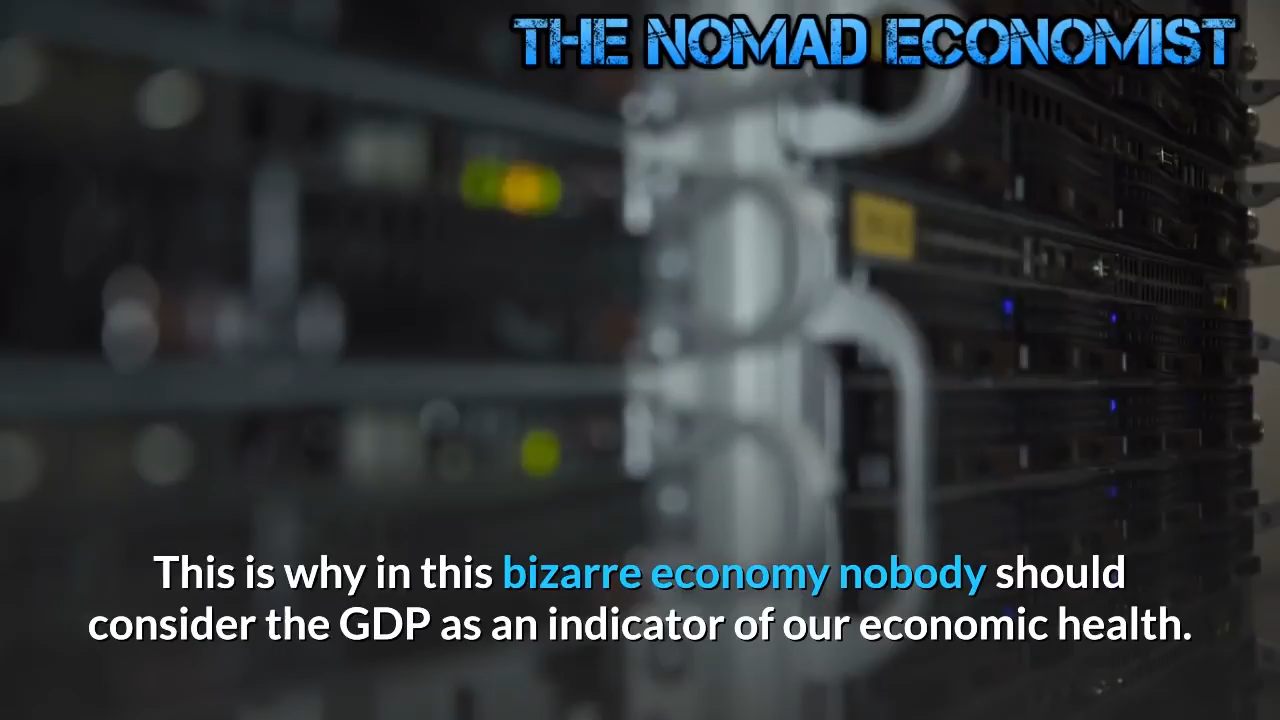 THE NOMAD ECONOMIST
This is why in this bizarre economy nobody should
consider the GDP as an indicator of our economic health.